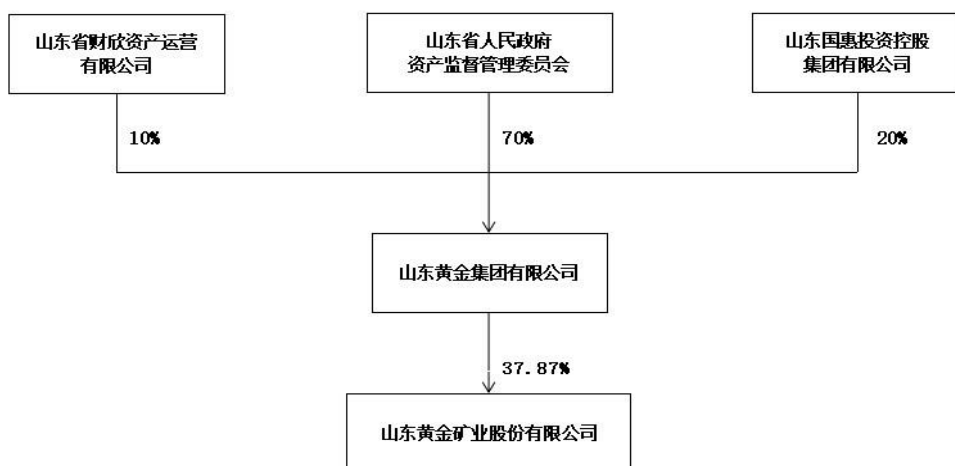 山东省财欣资产运营
有限公司
山东省人民政府
资产监督管理委员会
山东国惠投资控股
集团有限公司
10%
70%
20%
山东黄金集团有限公司
37.87%
山东黄金矿业股份有限公司